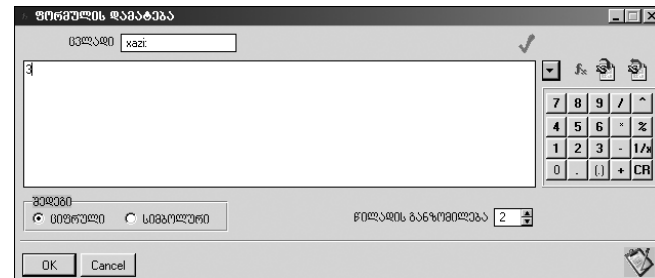 ფორმულის დამატება
ცვლადი xazi:
3
7 8 9 / ^
4 5 6 * %
1 2 3 - 1/x
0 . (.) + CR
შედეგი
ციფრული სიმბოლური წილადის განზომილება 2
OK Cancel